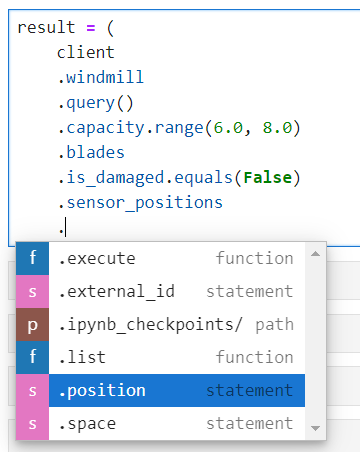 result = (
    client
    .windmill
    .query()
    .capacity.range(6.0, 8.0)
    .blades
    .is_damaged.equals(False)
    .sensor_positions
    .
f .execute function
s .external_id statement
p .ipynb_checkpoints/ path
f .list function
s .position statement
s .space statement